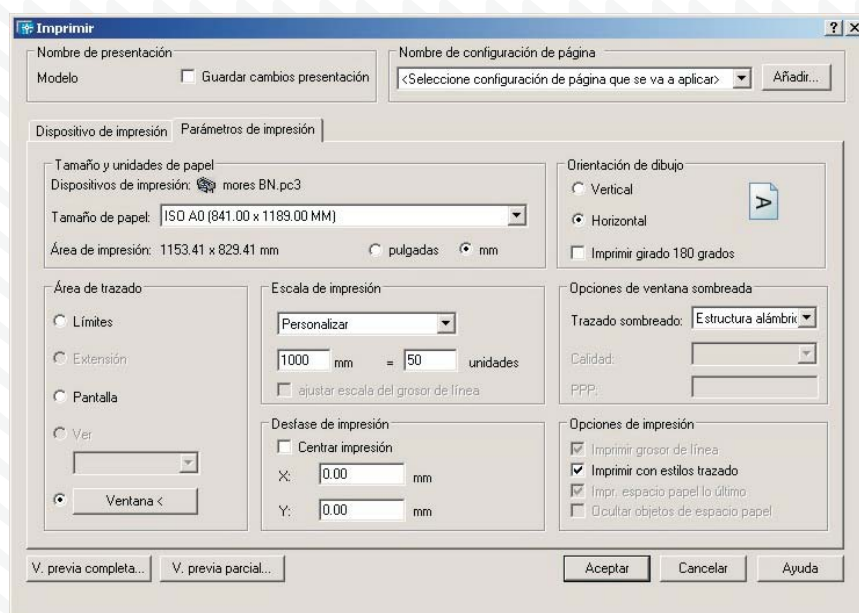 Imprimir
Nombre de presentación
Modelo
Guardar cambios presentación
Nombre de configuración de página
<Seleccione configuración de página que se va a aplicar>
Añadir...
Dispositivo de impresión
Parámetros de impresión
Tamaño y unidades de papel
Dispositivos de impresión: mores BN.pc3
Tamaño de papel: ISO A0 (841.00 x 1189.00 MM)
Área de impresión: 1153.41 x 829.41 mm
pulgadas
mm
Orientación de dibujo
Vertical
Horizontal
Imprimir girado 180 grados
A
Área de trazado
Límites
Extensión
Pantalla
Ver
Ventana <
Escala de impresión
Personalizar
1000 mm = 50 unidades
ajustar escala del grosor de línea
Desfase de impresión
Centrar impresión
X: 0.00 mm
Y: 0.00 mm
Opciones de ventana sombreada
Trazado sombreado: Estructura alámbric
Calidad:
PPP:
Opciones de impresión
Imprimir grosor de línea
Imprimir con estilos trazado
Impr. espacio papel lo último
Ocultar objetos de espacio papel
V. previa completa...
V. previa parcial...
Aceptar
Cancelar
Ayuda